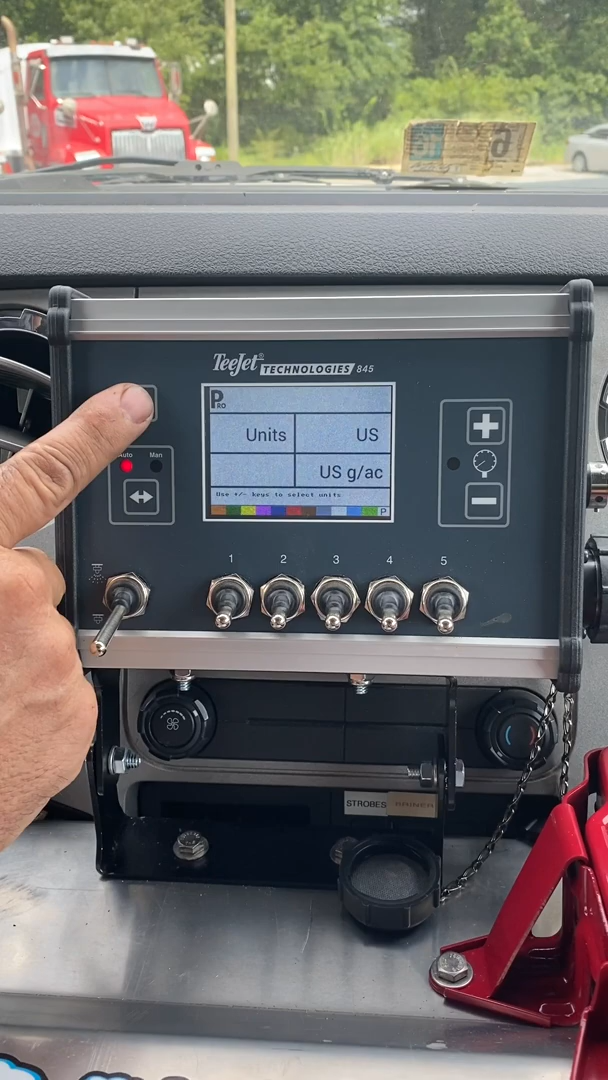 TeeJet® TECHNOLOGIES 845
PRO
Units US
US g/ac
Use +/- keys to select units
P
Auto Man
1 2 3 4 5
STROBES